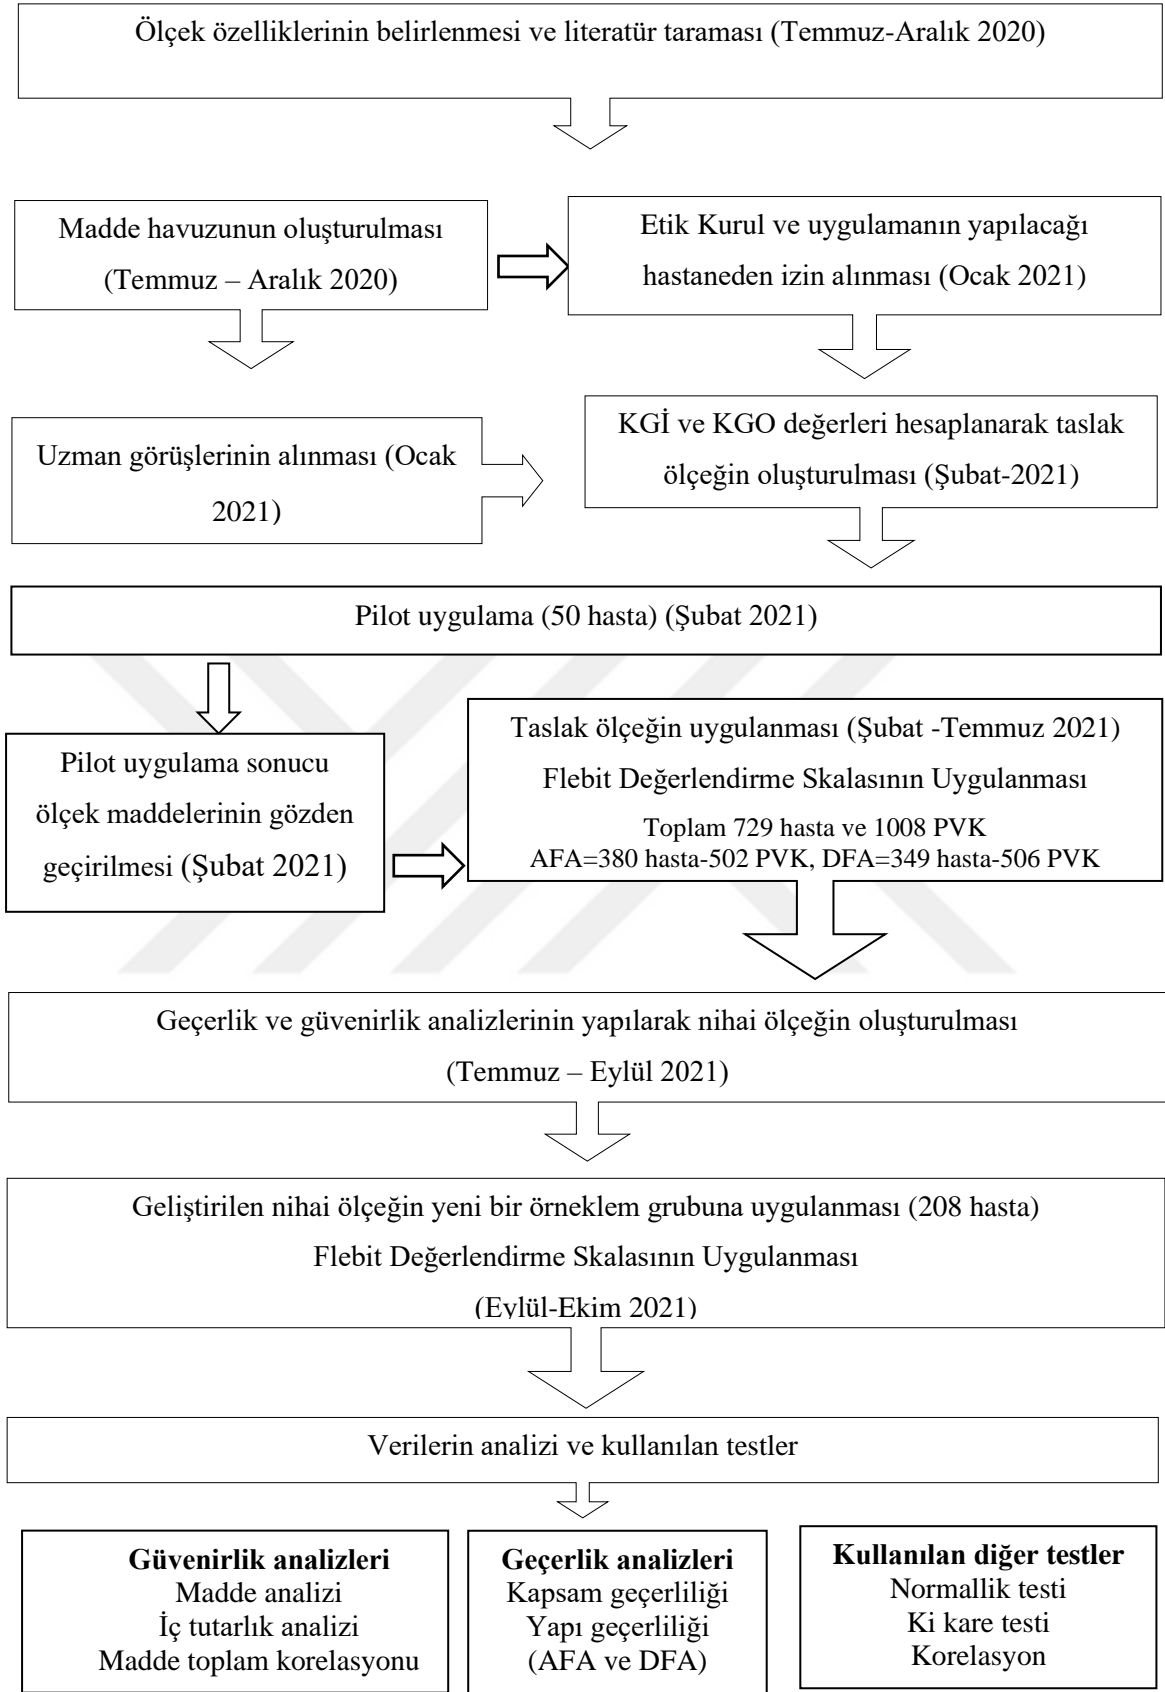 Ölçek özelliklerinin belirlenmesi ve literatür taraması (Temmuz-Aralık 2020)
Madde havuzunun oluşturulması
(Temmuz – Aralık 2020)
Etik Kurul ve uygulamanın yapılacağı
hastaneden izin alınması (Ocak 2021)
Uzman görüşlerinin alınması (Ocak
2021)
KGİ ve KGO değerleri hesaplanarak taslak
ölçeğin oluşturulması (Şubat-2021)
Pilot uygulama (50 hasta) (Şubat 2021)
Pilot uygulama sonucu
ölçek maddelerinin gözden
geçirilmesi (Şubat 2021)
Taslak ölçeğin uygulanması (Şubat -Temmuz 2021)
Flebit Değerlendirme Skalasının Uygulanması
Toplam 729 hasta ve 1008 PVK
AFA=380 hasta-502 PVK, DFA=349 hasta-506 PVK
Geçerlik ve güvenirlik analizlerinin yapılarak nihai ölçeğin oluşturulması
(Temmuz – Eylül 2021)
Geliştirilen nihai ölçeğin yeni bir örneklem grubuna uygulanması (208 hasta)
Flebit Değerlendirme Skalasının Uygulanması
(Eylül-Ekim 2021)
Verilerin analizi ve kullanılan testler
Güvenirlik analizleri
Madde analizi
İç tutarlık analizi
Madde toplam korelasyonu
Geçerlik analizleri
Kapsam geçerliliği
Yapı geçerliliği
(AFA ve DFA)
Kullanılan diğer testler
Normallik testi
Ki kare testi
Korelasyon